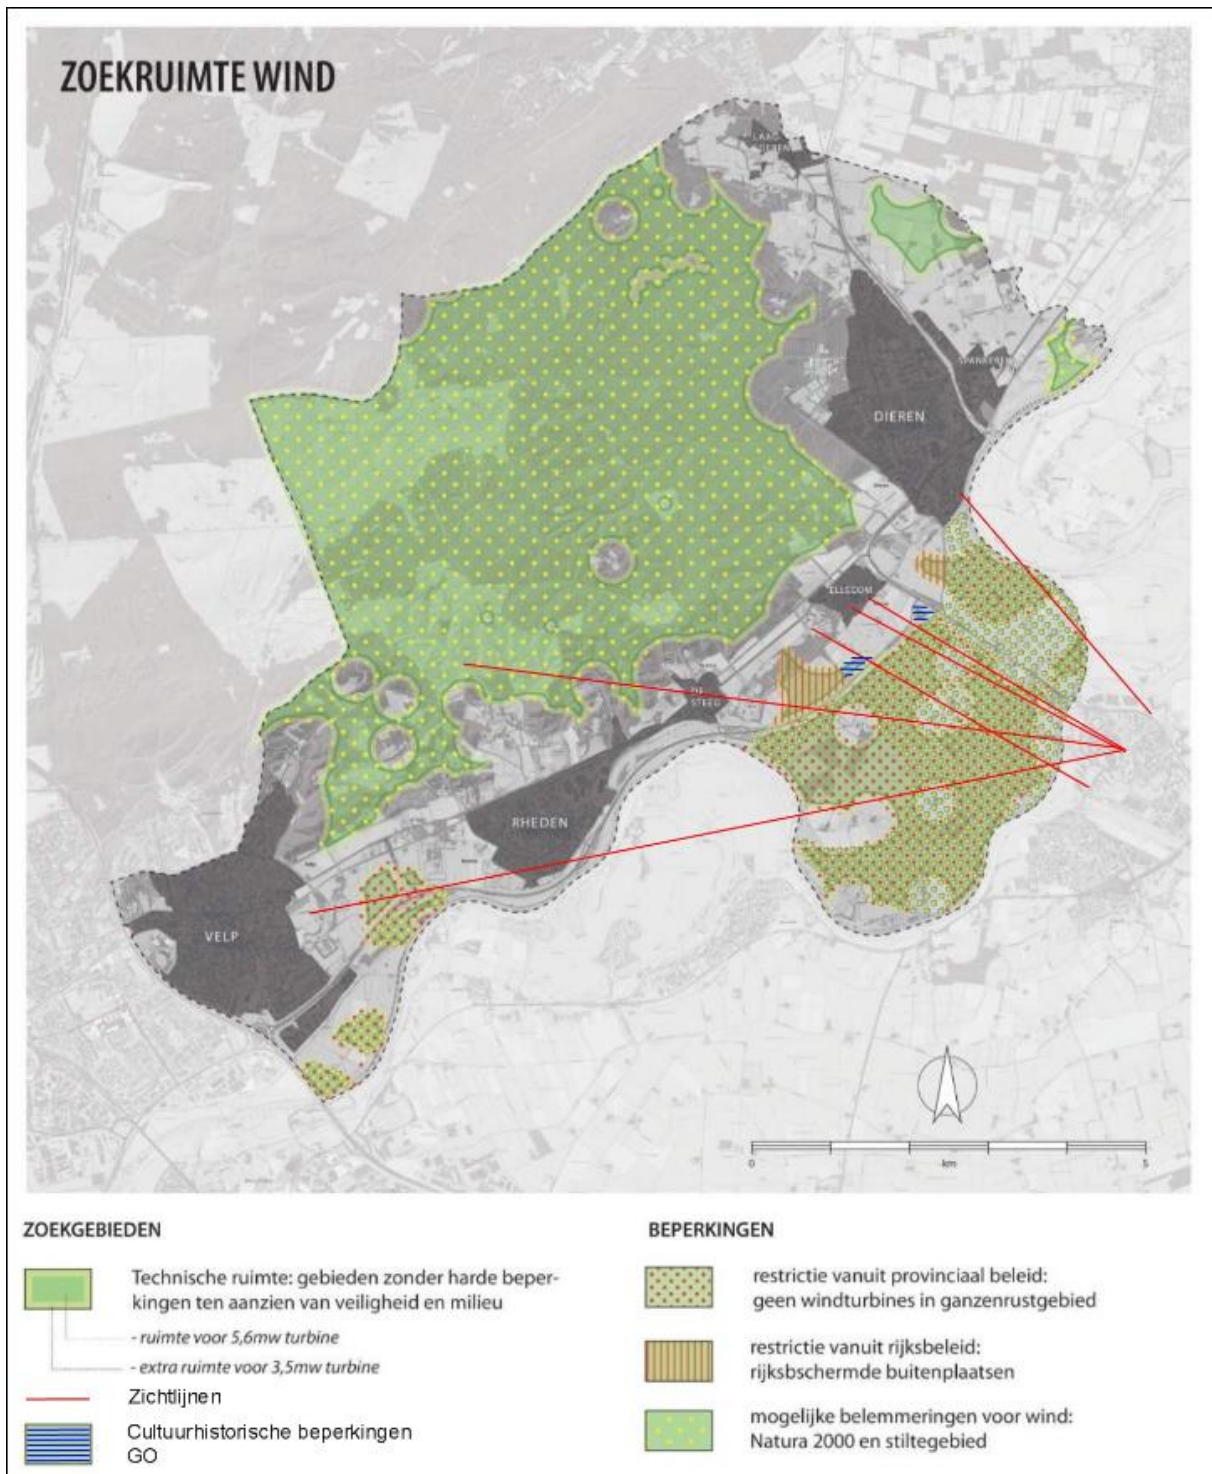 ZOEKRUIMTE WIND
SPANKEREN
DIEREN
ELLECOM
DE
STEEG
RHEDEN
VELP
0
km
5
ZOEKGEBIEDEN
Technische ruimte: gebieden zonder harde beper-
kingen ten aanzien van veiligheid en milieu
- ruimte voor 5,6mw turbine
- extra ruimte voor 3,5mw turbine
Zichtlijnen
Cultuurhistorische beperkingen
GO
BEPERKINGEN
restrictie vanuit provinciaal beleid:
geen windturbines in ganzenrustgebied
restrictie vanuit rijksbeleid:
rijksbschermde buitenplaatsen
mogelijke belemmeringen voor wind:
Natura 2000 en stiltegebied